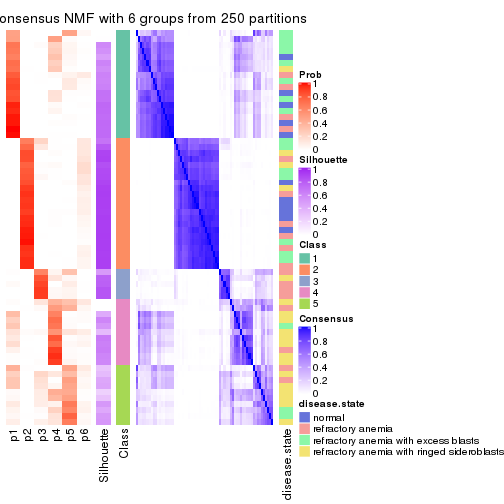 onsensus NMF with 6 groups from 250 partitions
Prob
1
0.8
0.6
0.4
0.2
0
Silhouette
1
0.8
0.6
0.4
0.2
0
Class
1
2
3
4
5
Consensus
1
0.8
0.6
0.4
0.2
0
disease.state
normal
refractory anemia
refractory anemia with excess blasts
refractory anemia with ringed sideroblasts
p1
p2
p3
p4
p5
p6
Silhouette
Class
disease.state